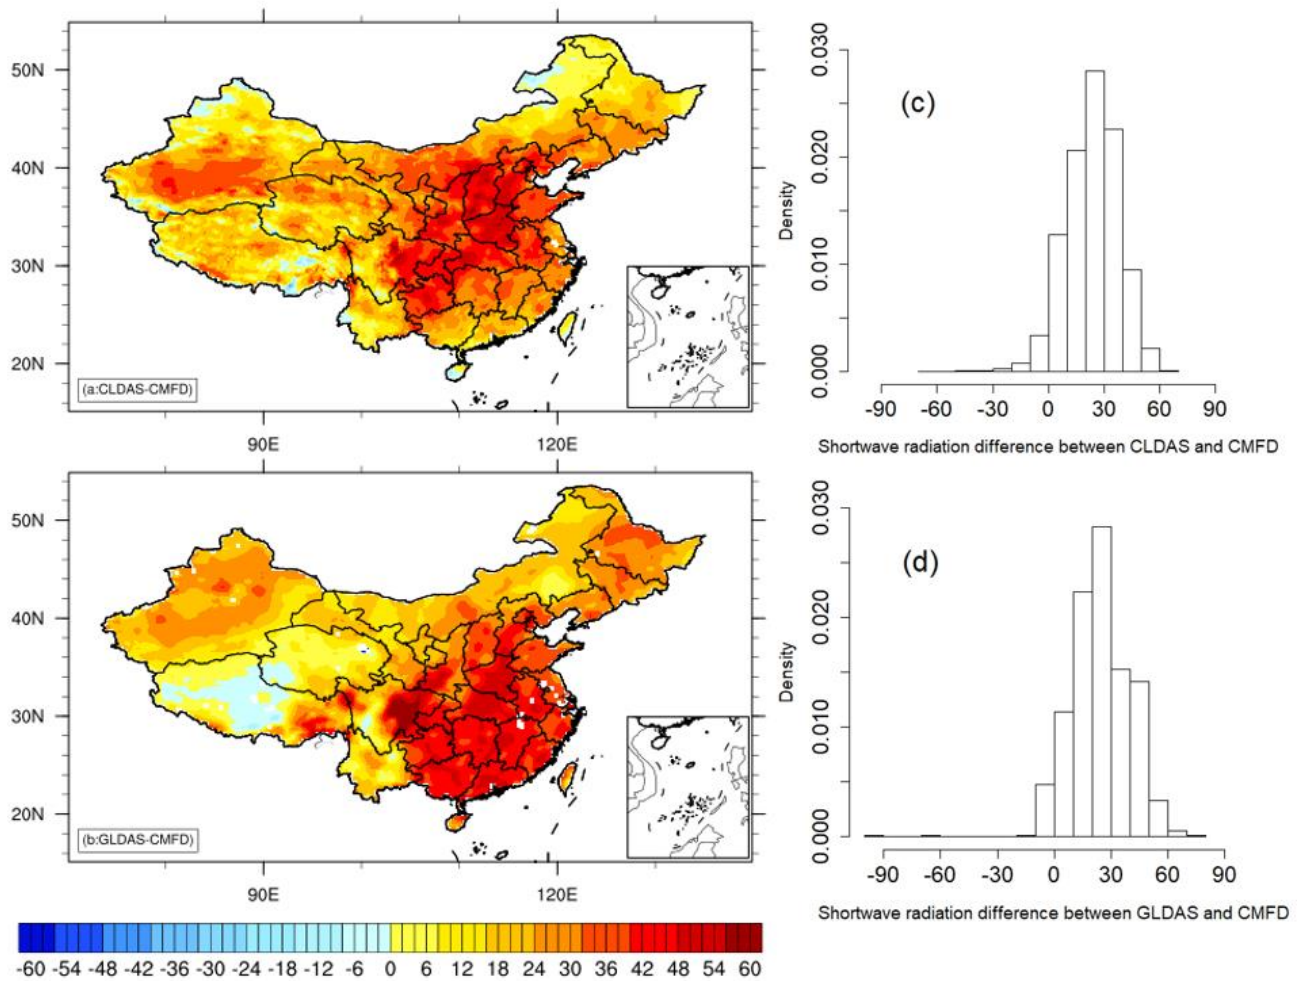 50N
40N
30N
20N
(a:CLDAS-CMFD)
90E 120E
(c)
Density
0.030
0.020
0.010
0.000
-90 -60 -30 0 30 60 90
Shortwave radiation difference between CLDAS and CMFD
50N
40N
30N
20N
(b:GLDAS-CMFD)
90E 120E
(d)
Density
0.030
0.020
0.010
0.000
-90 -60 -30 0 30 60 90
Shortwave radiation difference between GLDAS and CMFD
-60 -54 -48 -42 -36 -30 -24 -18 -12 -6 0 6 12 18 24 30 36 42 48 54 60